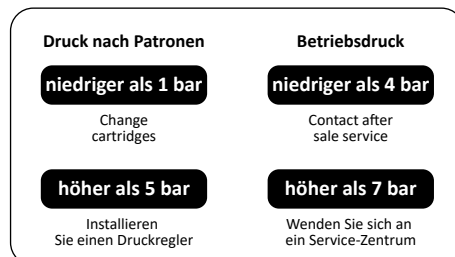 Druck nach Patronen
niedriger als 1 bar
Change
cartridges
höher als 5 bar
Installieren
Sie einen Druckregler
Betriebsdruck
niedriger als 4 bar
Contact after
sale service
höher als 7 bar
Wenden Sie sich an
ein Service-Zentrum